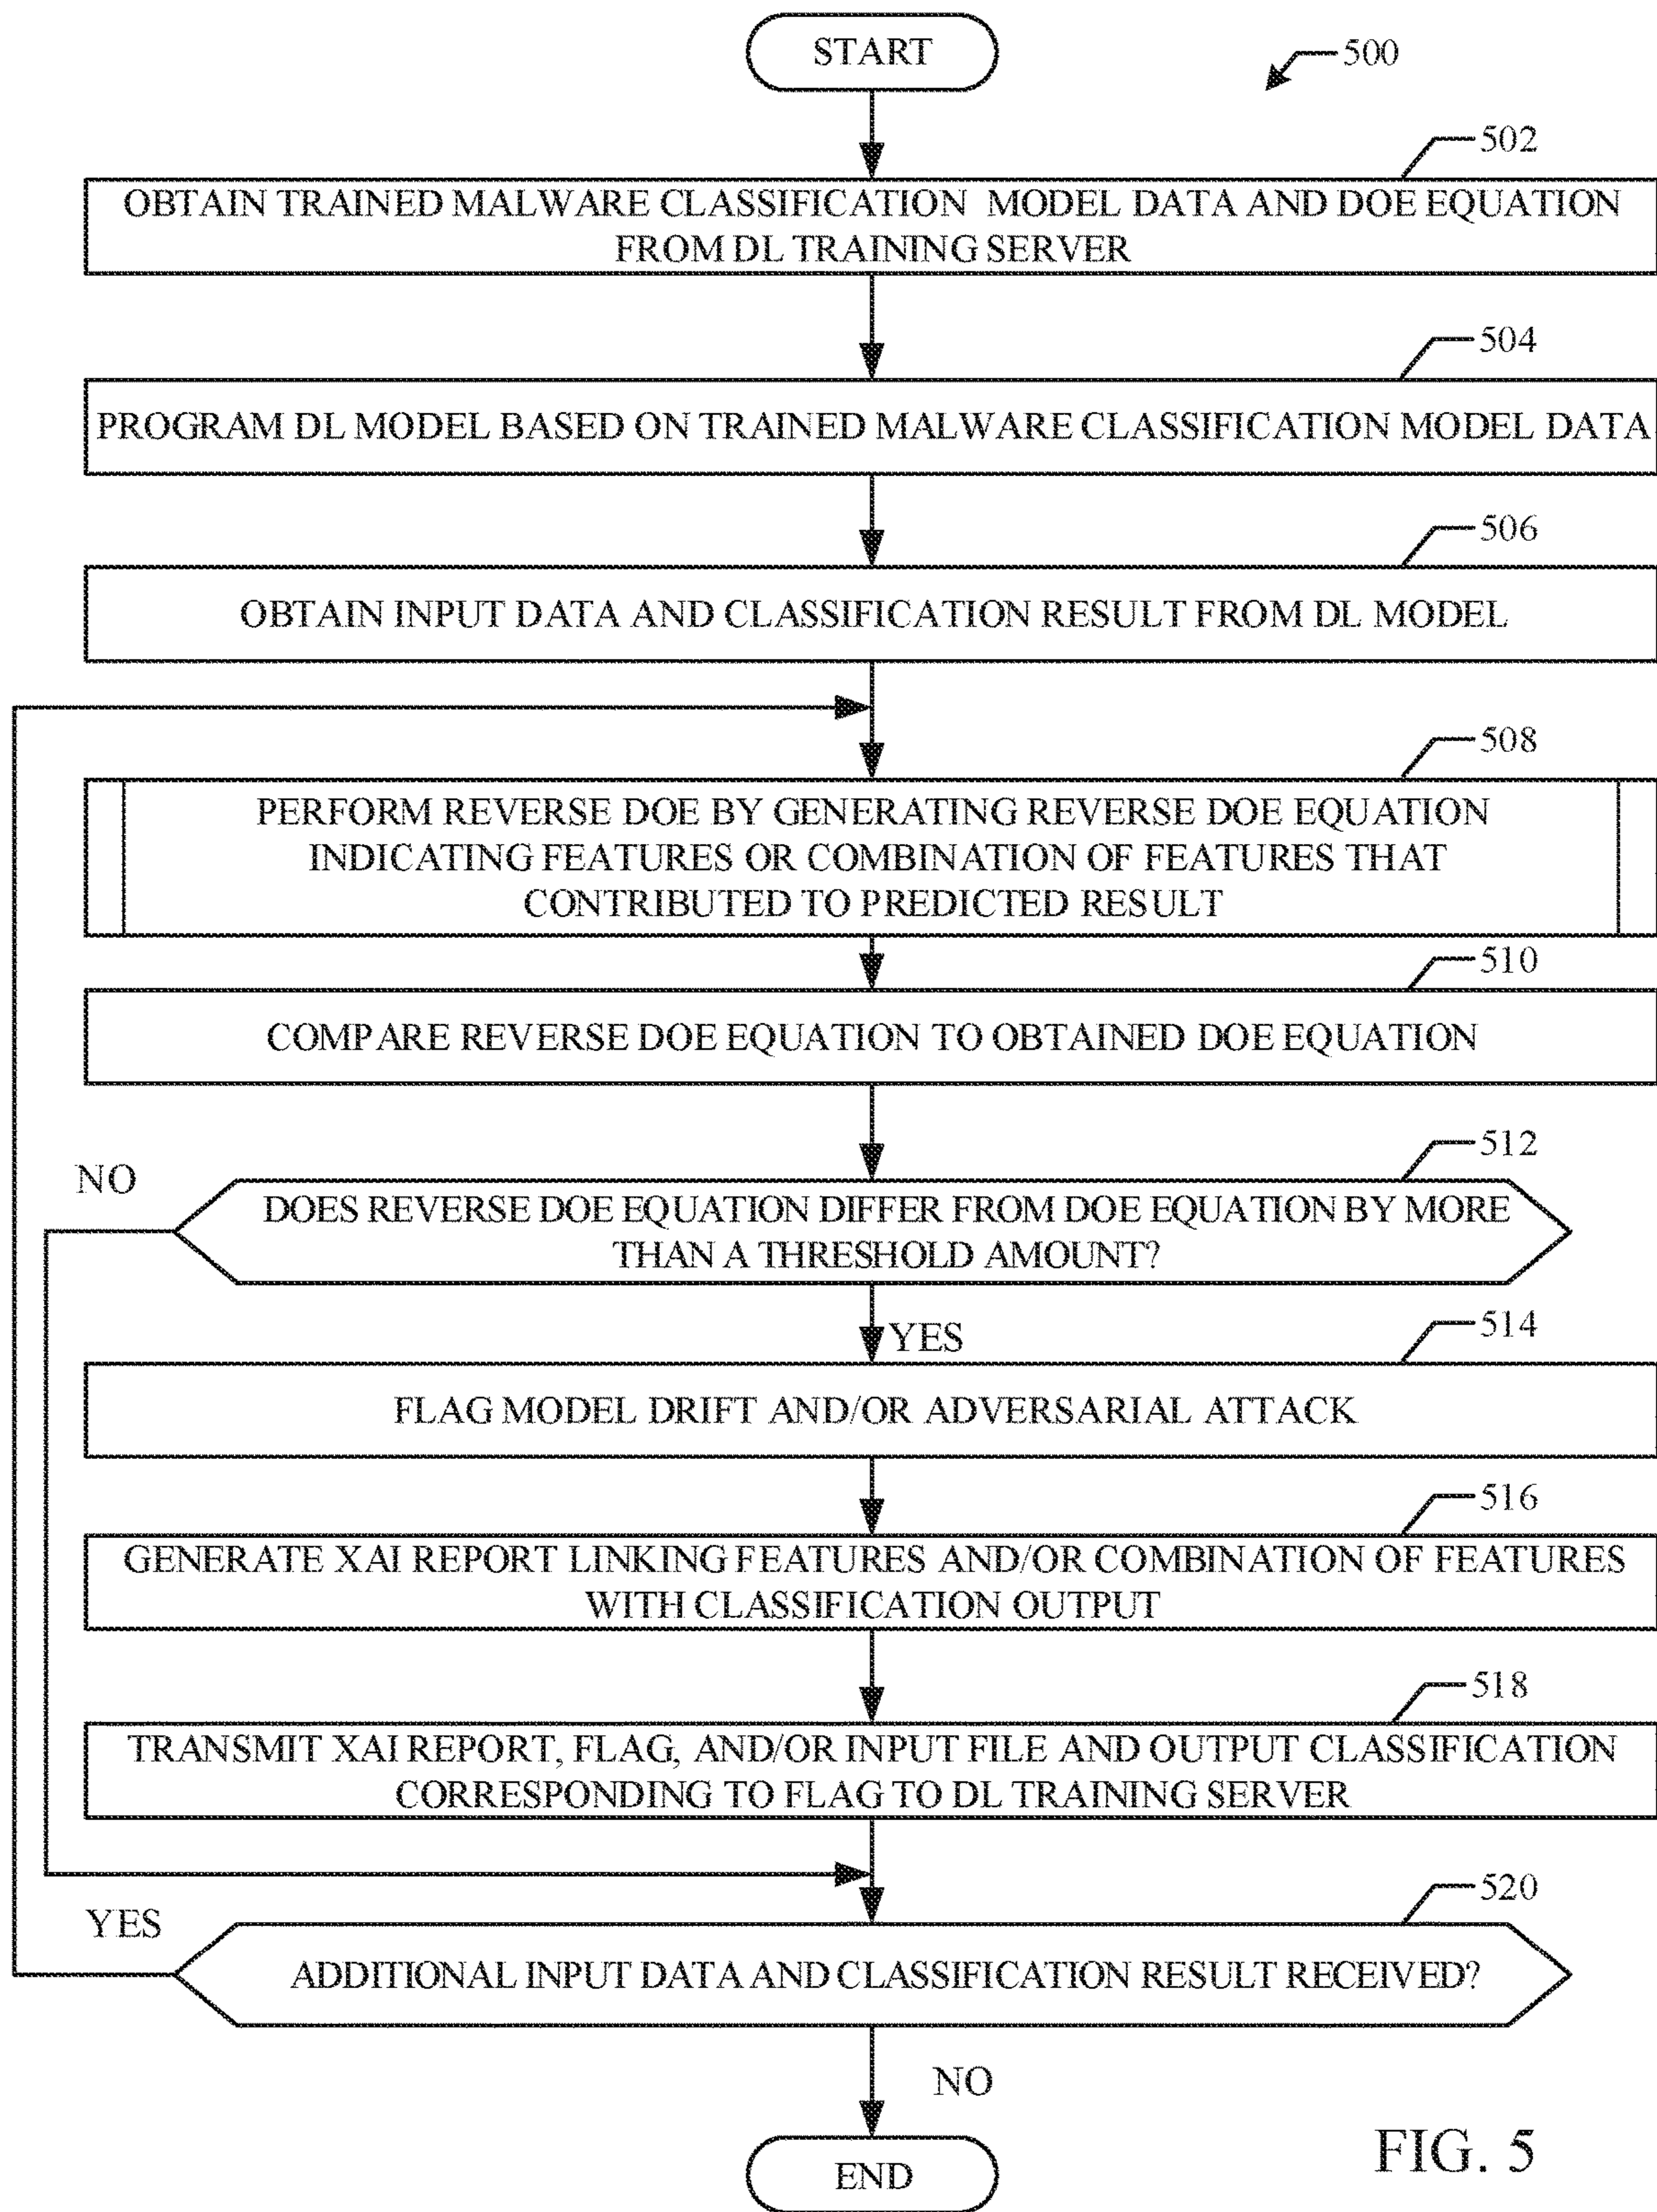 START
500
502
OBTAIN TRAINED MALWARE CLASSIFICATION MODEL DATA AND DOE EQUATION
FROM DL TRAINING SERVER
504
PROGRAM DL MODEL BASED ON TRAINED MALWARE CLASSIFICATION MODEL DATA
506
OBTAIN INPUT DATA AND CLASSIFICATION RESULT FROM DL MODEL
508
PERFORM REVERSE DOE BY GENERATING REVERSE DOE EQUATION
INDICATING FEATURES OR COMBINATION OF FEATURES THAT
CONTRIBUTED TO PREDICTED RESULT
510
COMPARE REVERSE DOE EQUATION TO OBTAINED DOE EQUATION
512
NO
DOES REVERSE DOE EQUATION DIFFER FROM DOE EQUATION BY MORE
THAN A THRESHOLD AMOUNT?
YES
514
FLAG MODEL DRIFT AND/OR ADVERSARIAL ATTACK
516
GENERATE XAI REPORT LINKING FEATURES AND/OR COMBINATION OF FEATURES
WITH CLASSIFICATION OUTPUT
518
TRANSMIT XAI REPORT, FLAG, AND/OR INPUT FILE AND OUTPUT CLASSIFICATION
CORRESPONDING TO FLAG TO DL TRAINING SERVER
520
YES
ADDITIONAL INPUT DATA AND CLASSIFICATION RESULT RECEIVED?
NO
END
FIG. 5